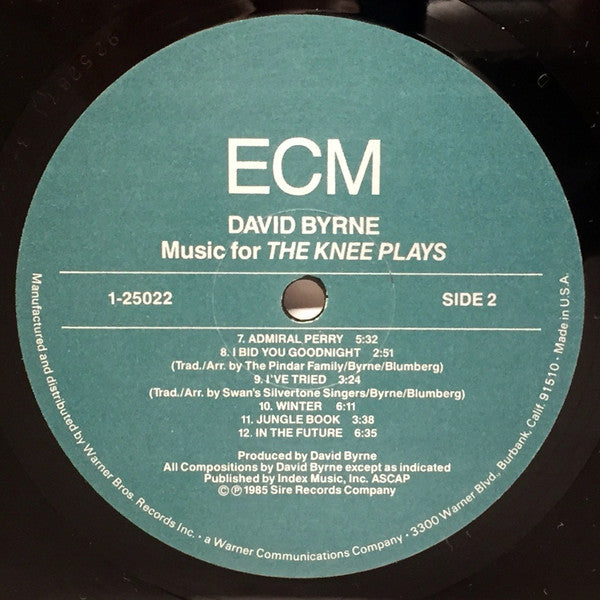 ECM
DAVID BYRNE
Music for THE KNEE PLAYS
1-25022
SIDE 2
7. ADMIRAL PERRY 5:32
8. I BID YOU GOODNIGHT 2:51
(Trad./Arr. by The Pindar Family/Byrne/Blumberg)
9. I'VE TRIED 3:24
(Trad./Arr. by Swan's Silvertone Singers/Byrne/Blumberg)
10. WINTER 6:11
11. JUNGLE BOOK 3:38
12. IN THE FUTURE 6:35
Produced by David Byrne
All Compositions by David Byrne except as indicated
Published by Index Music, Inc. ASCAP
©℗1985 Sire Records Company
Manufactured and distributed by Warner Bros. Records Inc. • a Warner Communications Company • 3300 Warner Blvd., Burbank, Calif. 91510 • Made in U.S.A.